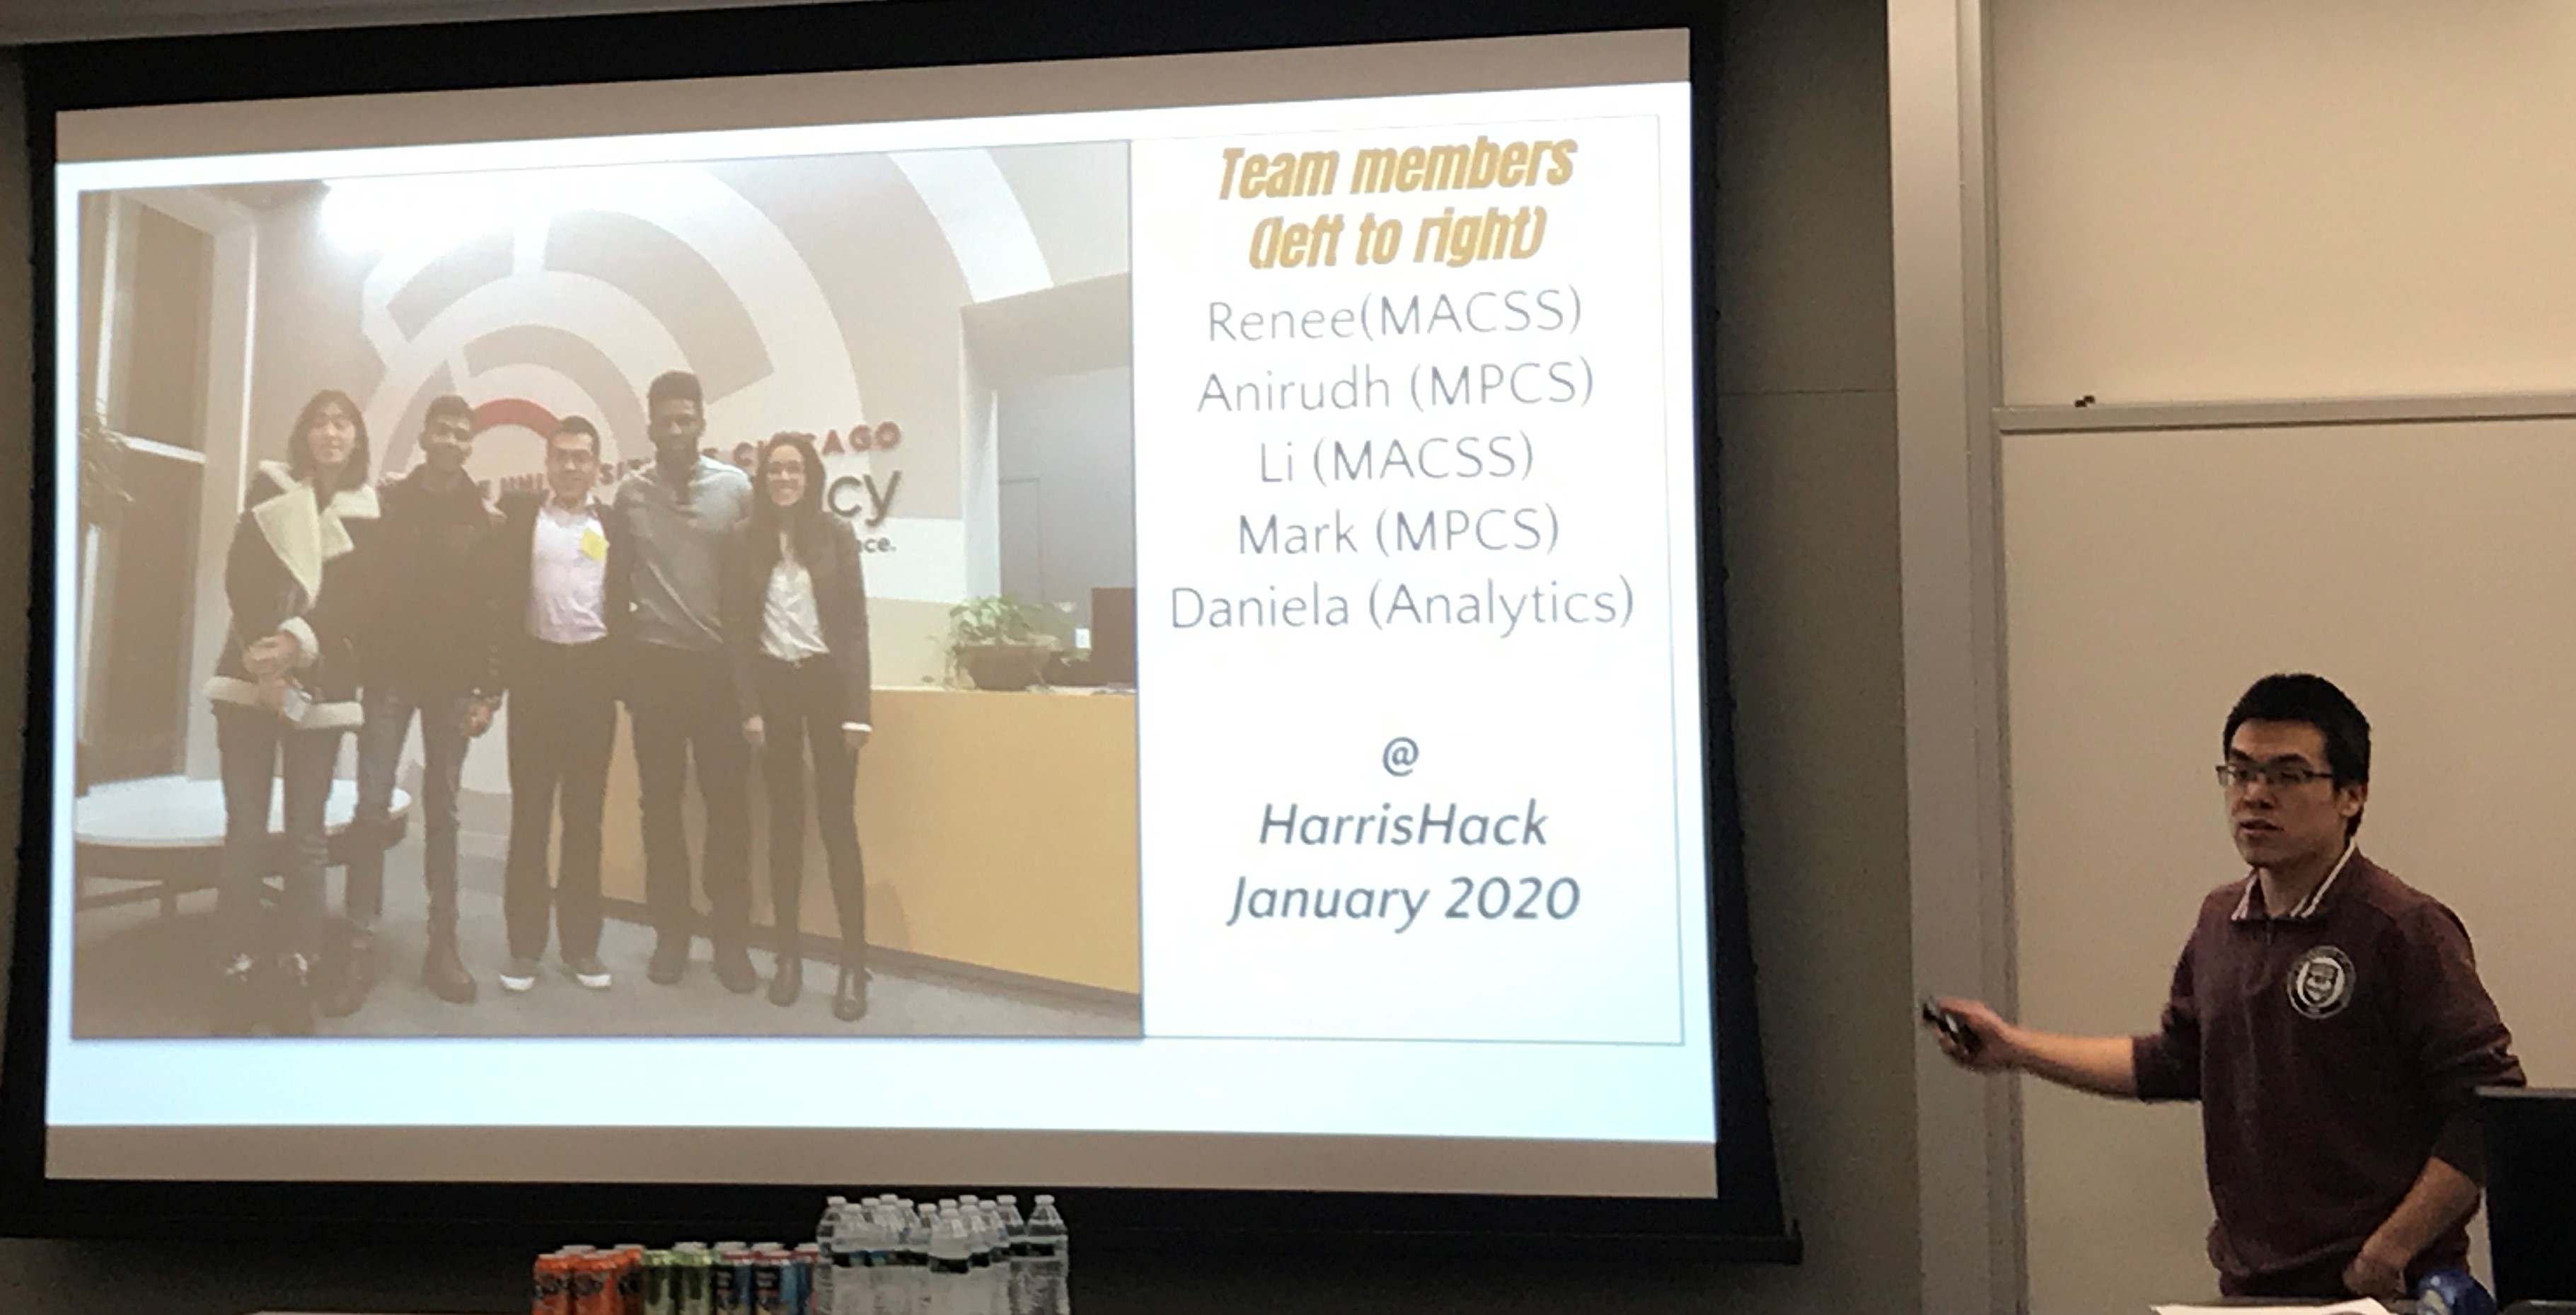 Team members
(left to right)
Renee(MACSS)
Anirudh (MPCS)
Li (MACSS)
Mark (MPCS)
Daniela (Analytics)
@
HarrisHack
January 2020